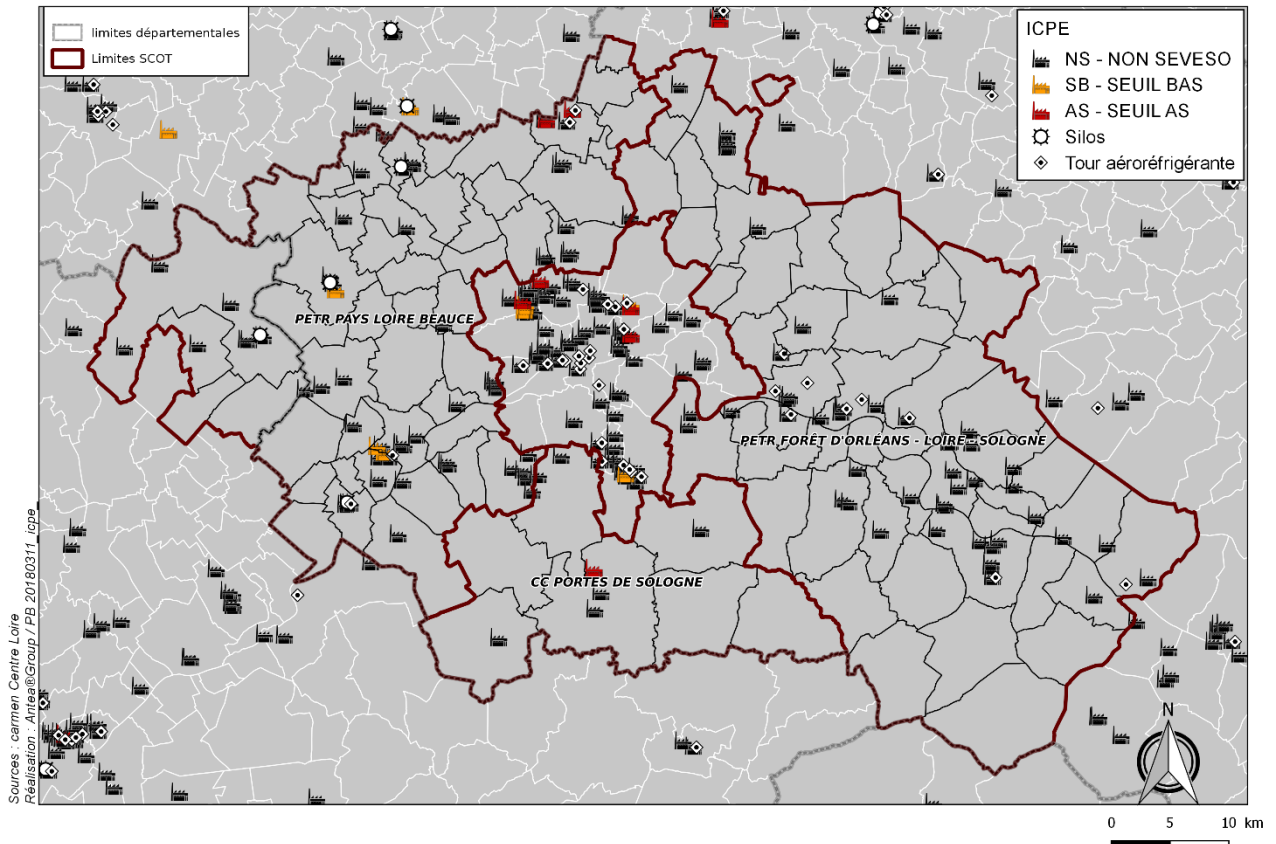 limites départementales
Limites SCOT
ICPE
NS - NON SEVESO
SB - SEUIL BAS
AS - SEUIL AS
Silos
Tour aéroréfrigérante
PETR PAYS LOIRE BEAUCE
PETR FORÊT D'ORLÉANS - LOIRE - SOLOGNE
CC PORTES DE SOLOGNE
Sources : carmen Centre Loire
Réalisation : Antea®Group / PB 20180311_icpe
N
0 5 10 km